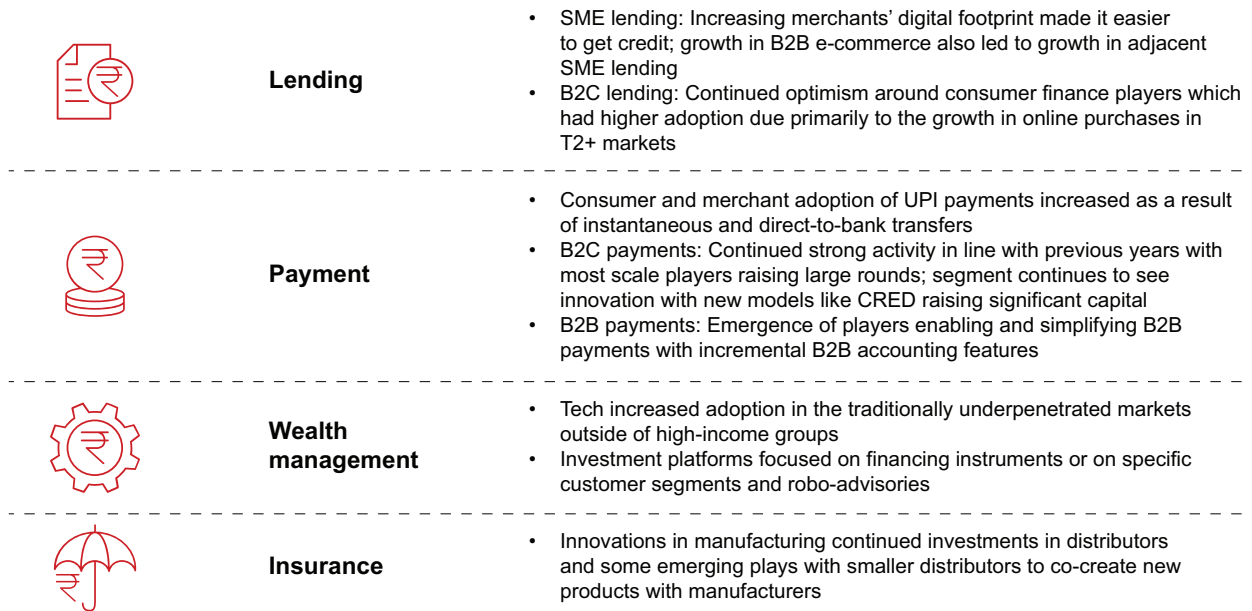 Lending
• SME lending: Increasing merchants’ digital footprint made it easier
to get credit; growth in B2B e-commerce also led to growth in adjacent
SME lending
• B2C lending: Continued optimism around consumer finance players which
had higher adoption due primarily to the growth in online purchases in
T2+ markets
Payment
• Consumer and merchant adoption of UPI payments increased as a result
of instantaneous and direct-to-bank transfers
• B2C payments: Continued strong activity in line with previous years with
most scale players raising large rounds; segment continues to see
innovation with new models like CRED raising significant capital
• B2B payments: Emergence of players enabling and simplifying B2B
payments with incremental B2B accounting features
Wealth
management
• Tech increased adoption in the traditionally underpenetrated markets
outside of high-income groups
• Investment platforms focused on financing instruments or on specific
customer segments and robo-advisories
Insurance
• Innovations in manufacturing continued investments in distributors
and some emerging plays with smaller distributors to co-create new
products with manufacturers